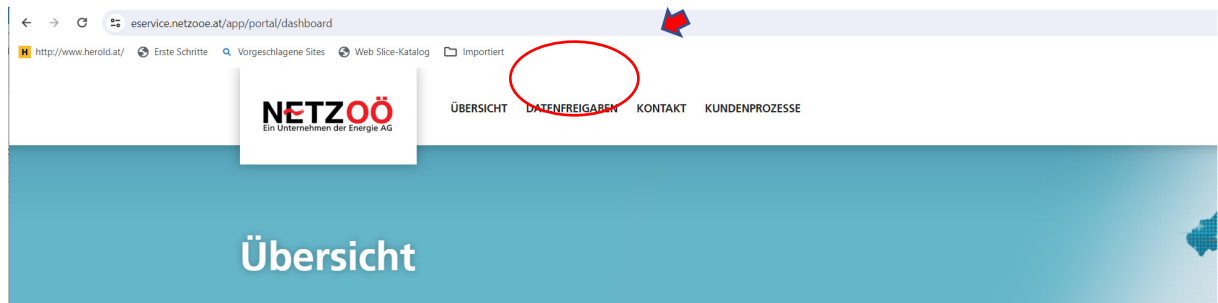 eservice.netzooe.at/app/portal/dashboard
H http://www.herold.at/ Erste Schritte Vorgeschlagene Sites Web Slice-Katalog Importiert
NETZOÖ
Ein Unternehmen der Energie AG
ÜBERSICHT DATENFREIGABEN KONTAKT KUNDENPROZESSE
Übersicht